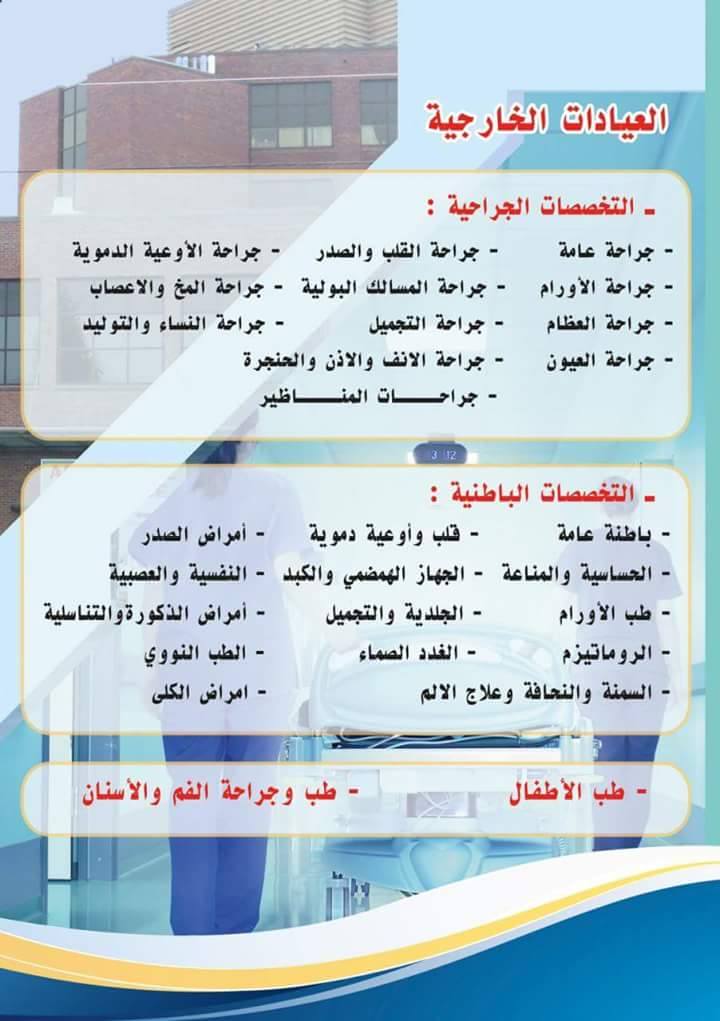 العيادات الخارجية
ـ التخصصات الجراحية :
- جراحة عامة - جراحة القلب والصدر - جراحة الأوعية الدموية
- جراحة الأورام - جراحة المسالك البولية - جراحة المخ والاعصاب
- جراحة العظام - جراحة التجميل - جراحة النساء والتوليد
- جراحة العيون - جراحة الانف والاذن والحنجرة
- جراحـــات المنـــاظير
ـ التخصصات الباطنية :
- باطنة عامة - قلب وأوعية دموية - أمراض الصدر
- الحساسية والمناعة - الجهاز الهمضمي والكبد - النفسية والعصبية
- طب الأورام - الجلدية والتجميل - أمراض الذكورةوالتناسلية
- الروماتيزم - الغدد الصماء - الطب النووي
- السمنة والنحافة وعلاج الالم - امراض الكلى
- طب الأطفال - طب وجراحة الفم والأسنان